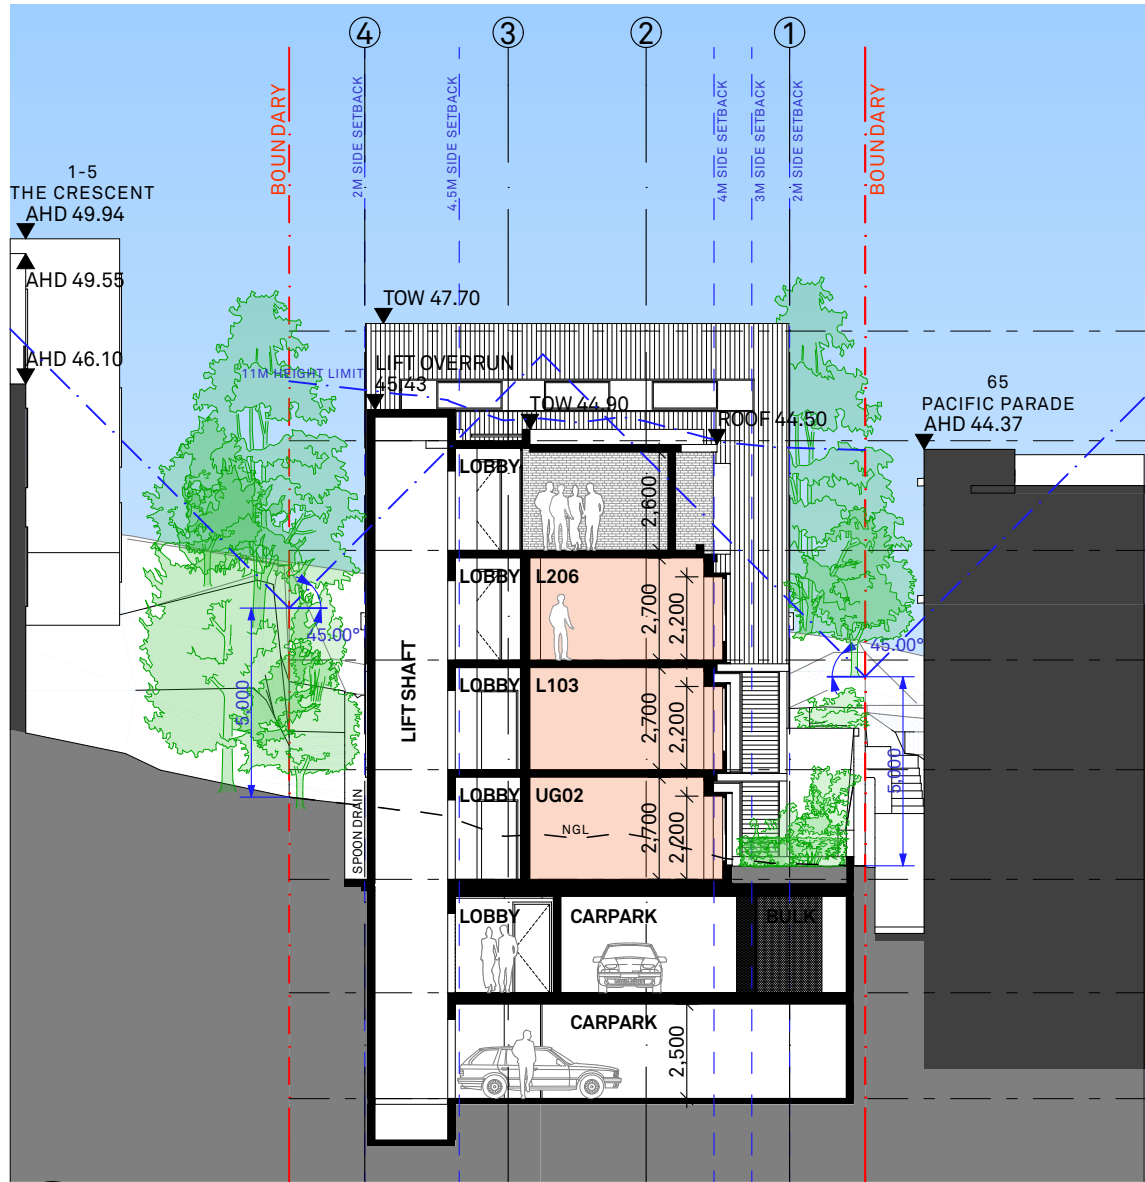 4
3
2
1
BOUNDARY
2M SIDE SETBACK
4.5M SIDE SETBACK
4M SIDE SETBACK
3M SIDE SETBACK
2M SIDE SETBACK
BOUNDARY
1-5
THE CRESCENT
AHD 49.94
AHD 49.55
AHD 46.10
TOW 47.70
11M HEIGHT LIMIT
LIFT OVERRUN
45.43
TOW 44.90
ROOF 44.50
65
PACIFIC PARADE
AHD 44.37
LOBBY
2,600
LOBBY
L206
2,700
2,200
45.00°
45.00°
LIFT SHAFT
LOBBY
L103
2,700
2,200
5,000
5,000
LOBBY
UG02
NGL
2,700
2,200
SPOON DRAIN
LOBBY
CARPARK
BULK
CARPARK
2,500